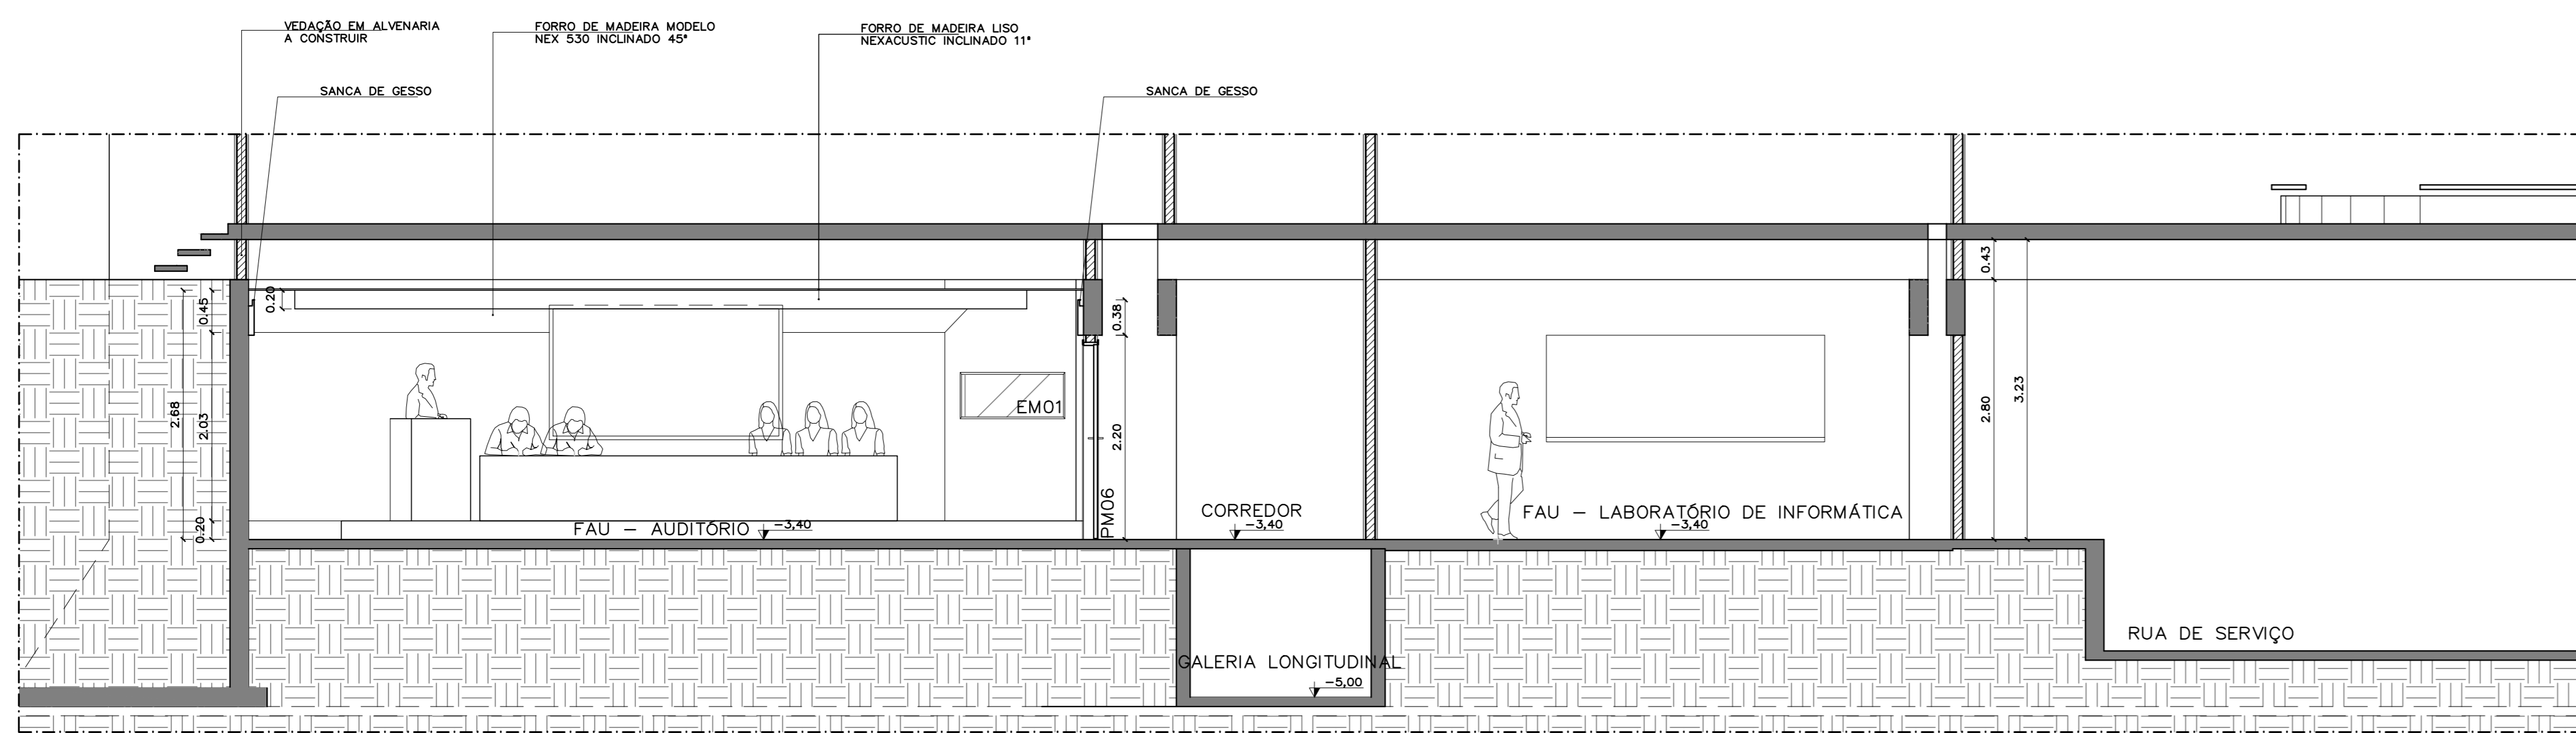 VEDAÇÃO EM ALVENARIA
A CONSTRUIR
FORRO DE MADEIRA MODELO
NEX 530 INCLINADO 45°
FORRO DE MADEIRA LISO
NEXACUSTIC INCLINADO 11°
SANCA DE GESSO
SANCA DE GESSO
0.43
0.20
0.45
0.38
3.23
2.68
2.03
EM01
2.80
2.20
PM06
0.20
FAU – AUDITÓRIO
-3,40
CORREDOR
-3,40
FAU – LABORATÓRIO DE INFORMÁTICA
-3,40
RUA DE SERVIÇO
GALERIA LONGITUDINAL
-5,00